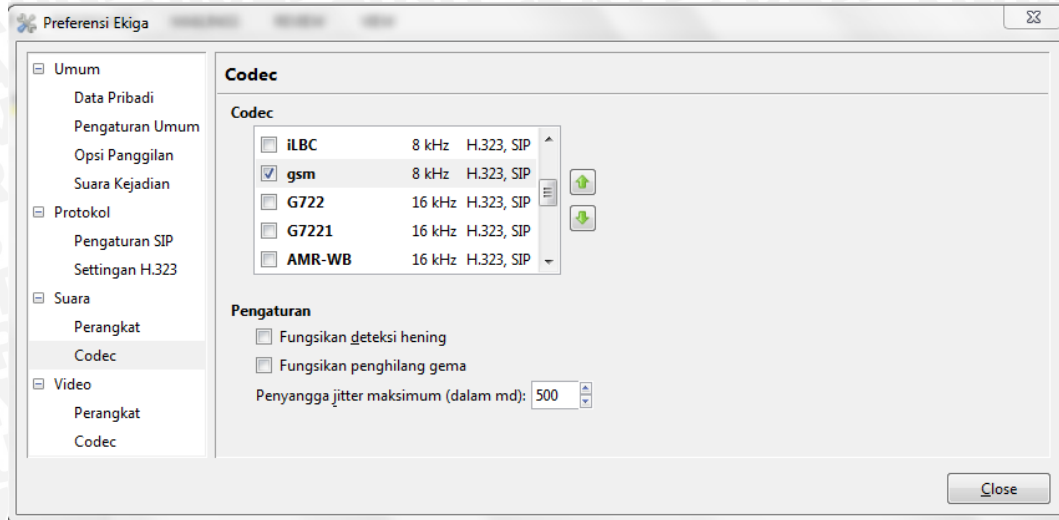 Preferensi Ekiga
Umum
Data Pribadi
Pengaturan Umum
Opsi Panggilan
Suara Kejadian
Protokol
Pengaturan SIP
Settingan H.323
Suara
Perangkat
Codec
Video
Perangkat
Codec
Codec
Codec
iLBC 8 kHz H.323, SIP
gsm 8 kHz H.323, SIP
G722 16 kHz H.323, SIP
G7221 16 kHz H.323, SIP
AMR-WB 16 kHz H.323, SIP
Pengaturan
Fungsikan deteksi hening
Fungsikan penghilang gema
Penyangga jitter maksimum (dalam md): 500
Close